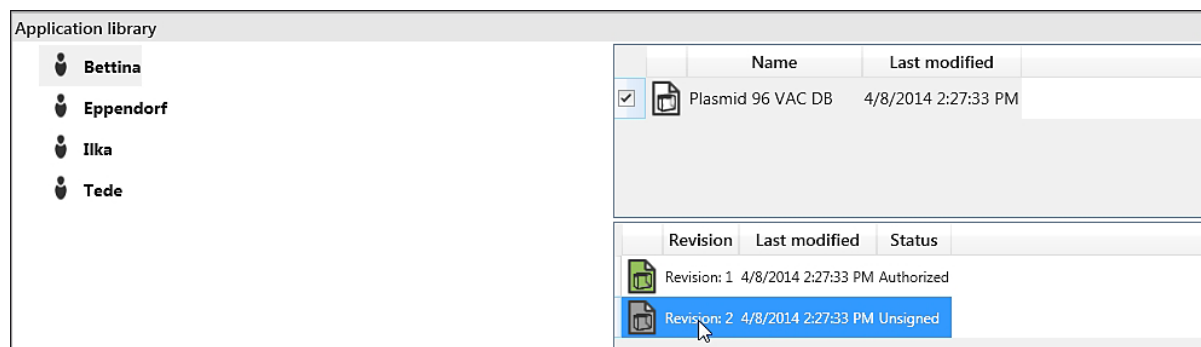 Application library
Bettina
Eppendorf
Ilka
Tede
Name Last modified
Plasmid 96 VAC DB 4/8/2014 2:27:33 PM
Revision Last modified Status
Revision: 1 4/8/2014 2:27:33 PM Authorized
Revision: 2 4/8/2014 2:27:33 PM Unsigned